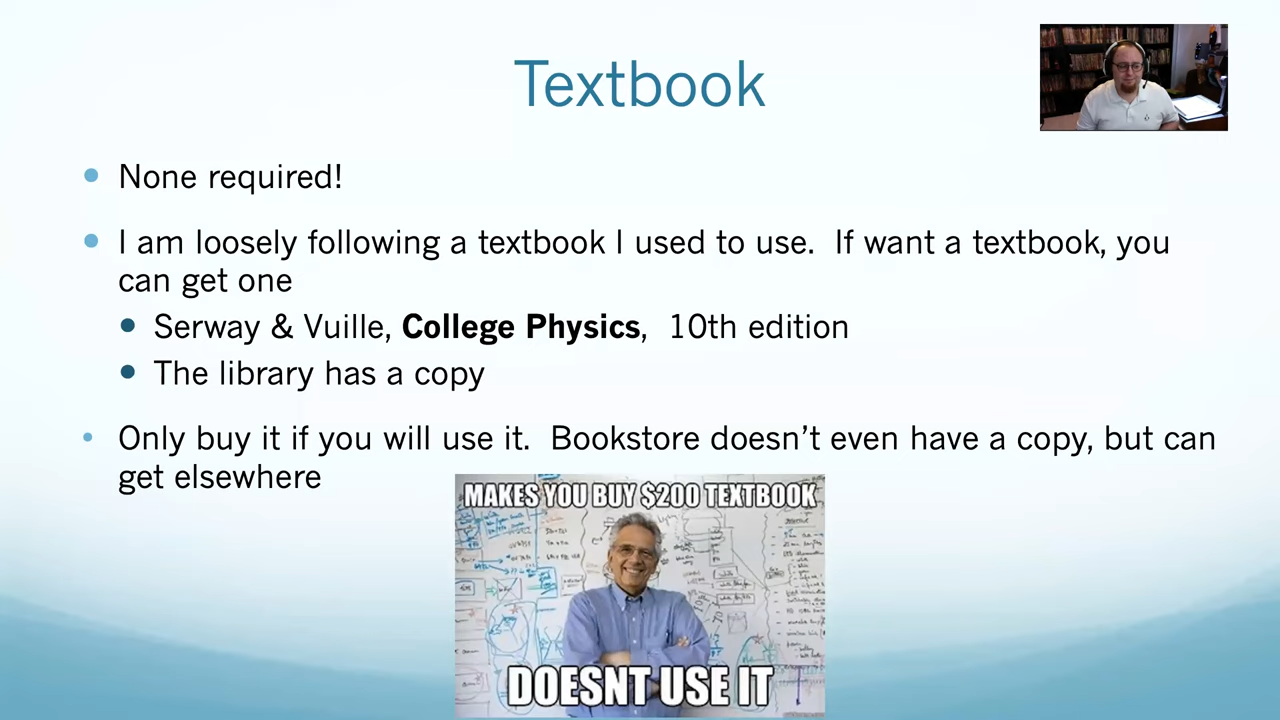 Textbook
None required!
I am loosely following a textbook I used to use.  If want a textbook, you
can get one
Serway & Vuille, College Physics,  10th edition
The library has a copy
Only buy it if you will use it.  Bookstore doesn’t even have a copy, but can
get elsewhere
MAKES YOU BUY $200 TEXTBOOK
DOESNT USE IT